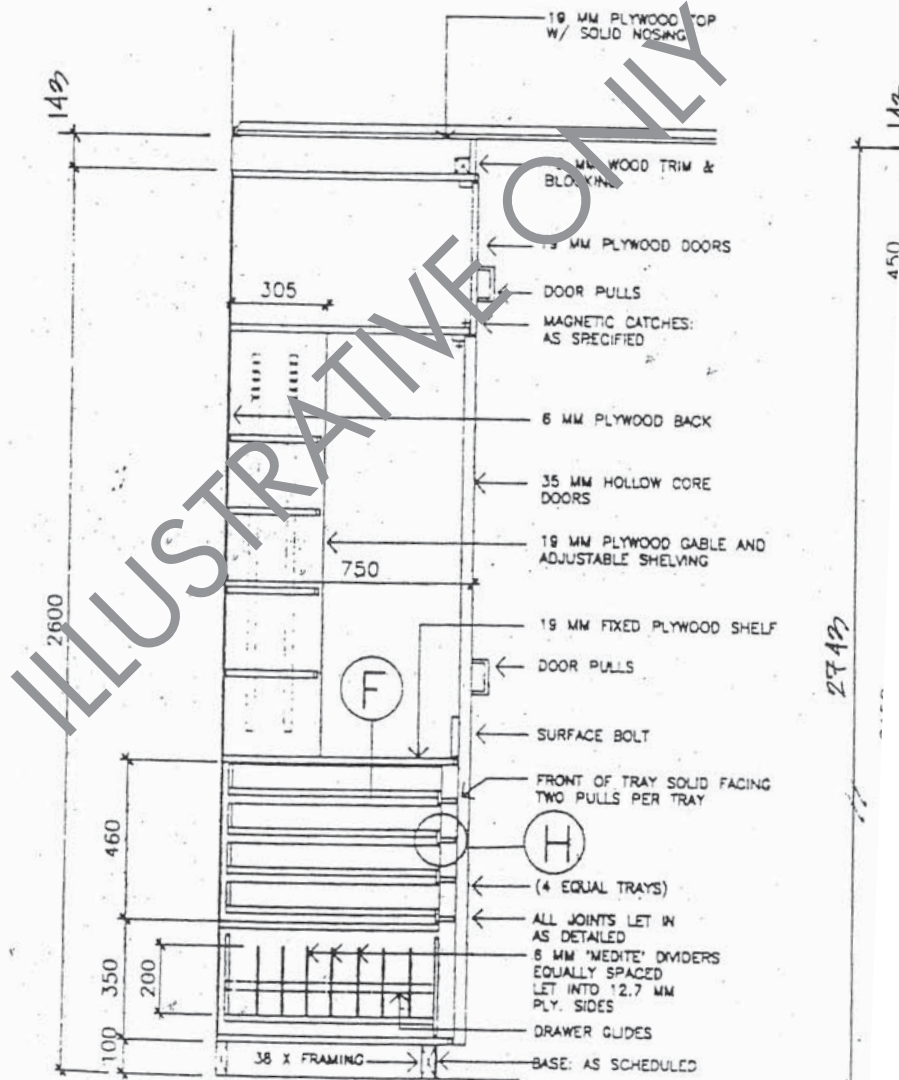 19 MM PLYWOOD TOP
W/ SOLID NOSING
143
143
MM WOOD TRIM &
BLOCKING
19 MM PLYWOOD DOORS
450
DOOR PULLS
305
MAGNETIC CATCHES:
AS SPECIFIED
6 MM PLYWOOD BACK
35 MM HOLLOW CORE
DOORS
19 MM PLYWOOD GABLE AND
ADJUSTABLE SHELVING
750
2600
19 MM FIXED PLYWOOD SHELF
DOOR PULLS
2743
F
SURFACE BOLT
FRONT OF TRAY SOLID FACING
TWO PULLS PER TRAY
460
H
(4 EQUAL TRAYS)
ALL JOINTS LET IN
AS DETAILED
6 MM 'MEDITE' DIVIDERS
EQUALLY SPACED
LET INTO 12.7 MM
PLY. SIDES
350
200
DRAWER GLIDES
100
38 X FRAMING
BASE: AS SCHEDULED
ILLUSTRATIVE ONLY